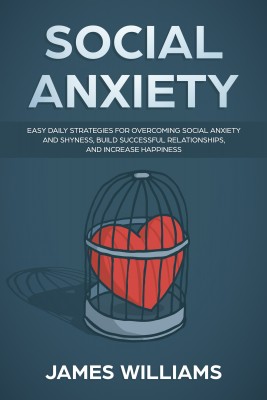 SOCIAL
ANXIETY
EASY DAILY STRATEGIES FOR OVERCOMING SOCIAL ANXIETY
AND SHYNESS, BUILD SUCCESSFUL RELATIONSHIPS,
AND INCREASE HAPPINESS
JAMES WILLIAMS